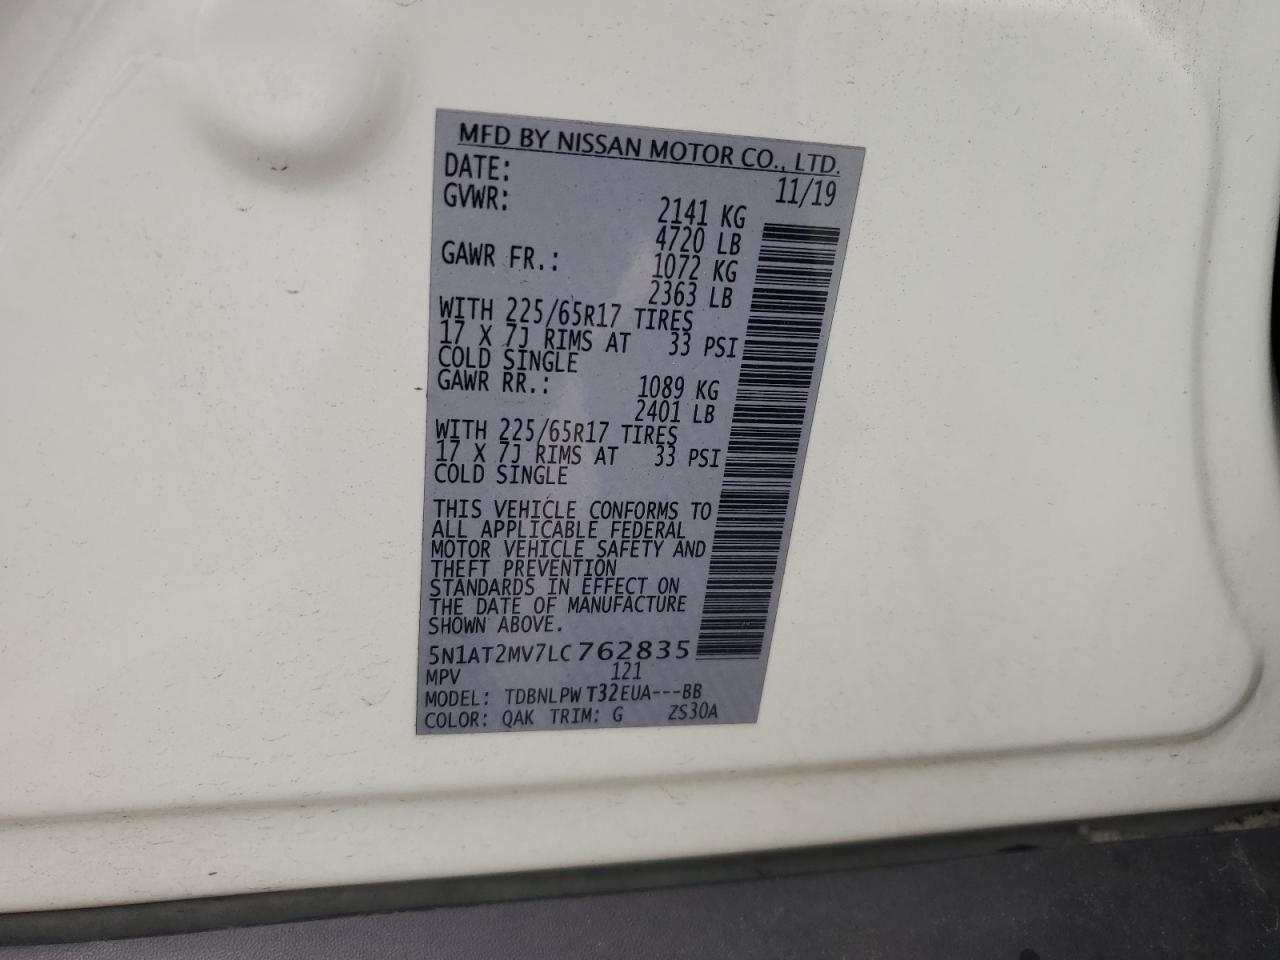 MFD BY NISSAN MOTOR CO., LTD.
DATE: 11/19
GVWR: 2141 KG
4720 LB
GAWR FR.: 1072 KG
2363 LB
WITH 225/65R17 TIRES
17 X 7J RIMS AT 33 PSI
COLD SINGLE
GAWR RR.: 1089 KG
2401 LB
WITH 225/65R17 TIRES
17 X 7J RIMS AT 33 PSI
COLD SINGLE
THIS VEHICLE CONFORMS TO
ALL APPLICABLE FEDERAL
MOTOR VEHICLE SAFETY AND
THEFT PREVENTION
STANDARDS IN EFFECT ON
THE DATE OF MANUFACTURE
SHOWN ABOVE.
5N1AT2MV7LC762835
MPV 121
MODEL: TDBNLPW T32EUA---BB
COLOR: QAK TRIM: G ZS30A